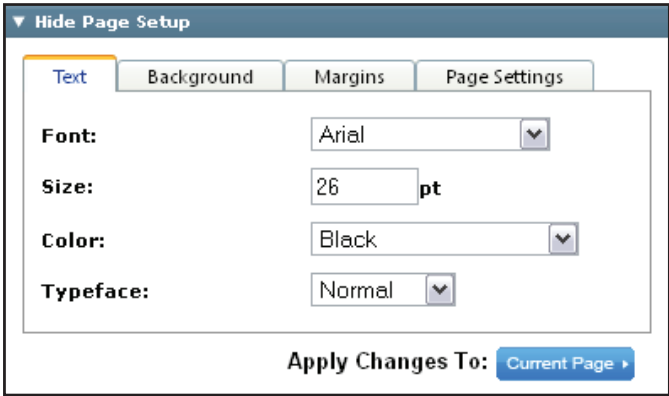 Hide Page Setup
Text Background Margins Page Settings
Font: Arial
Size: 26 pt
Color: Black
Typeface: Normal
Apply Changes To: Current Page